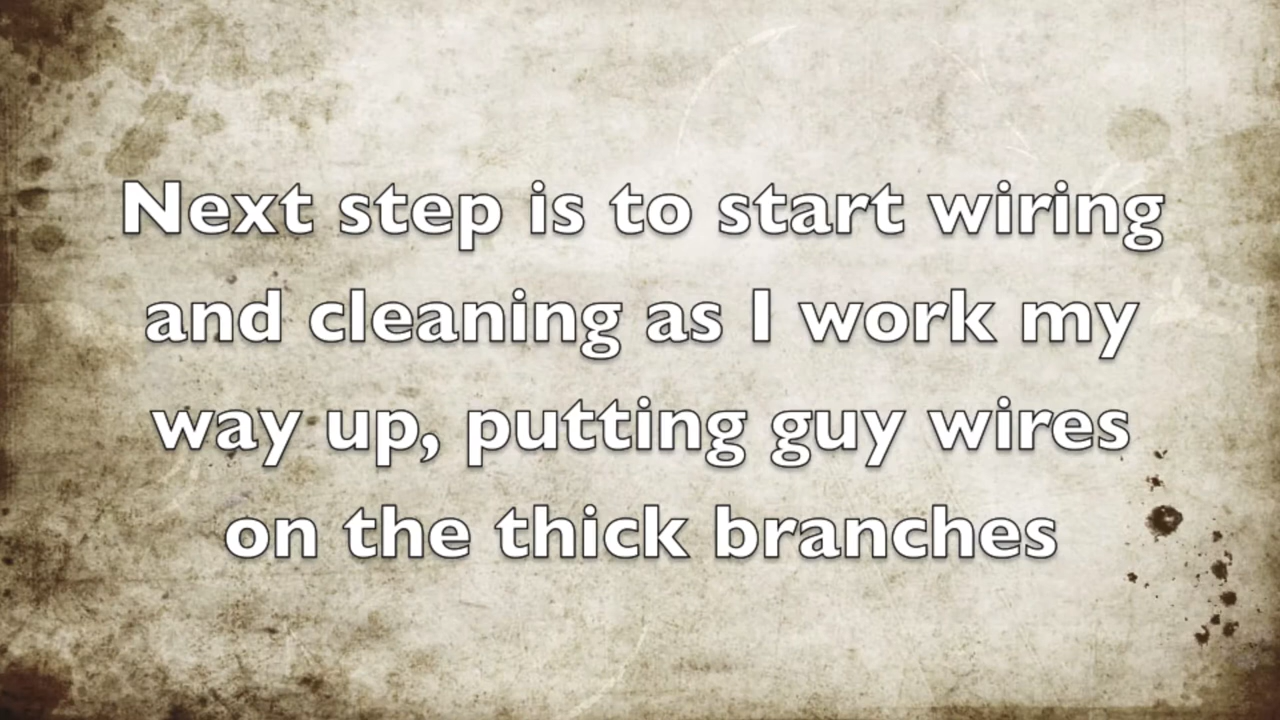 Next step is to start wiring
and cleaning as I work my
way up, putting guy wires
on the thick branches